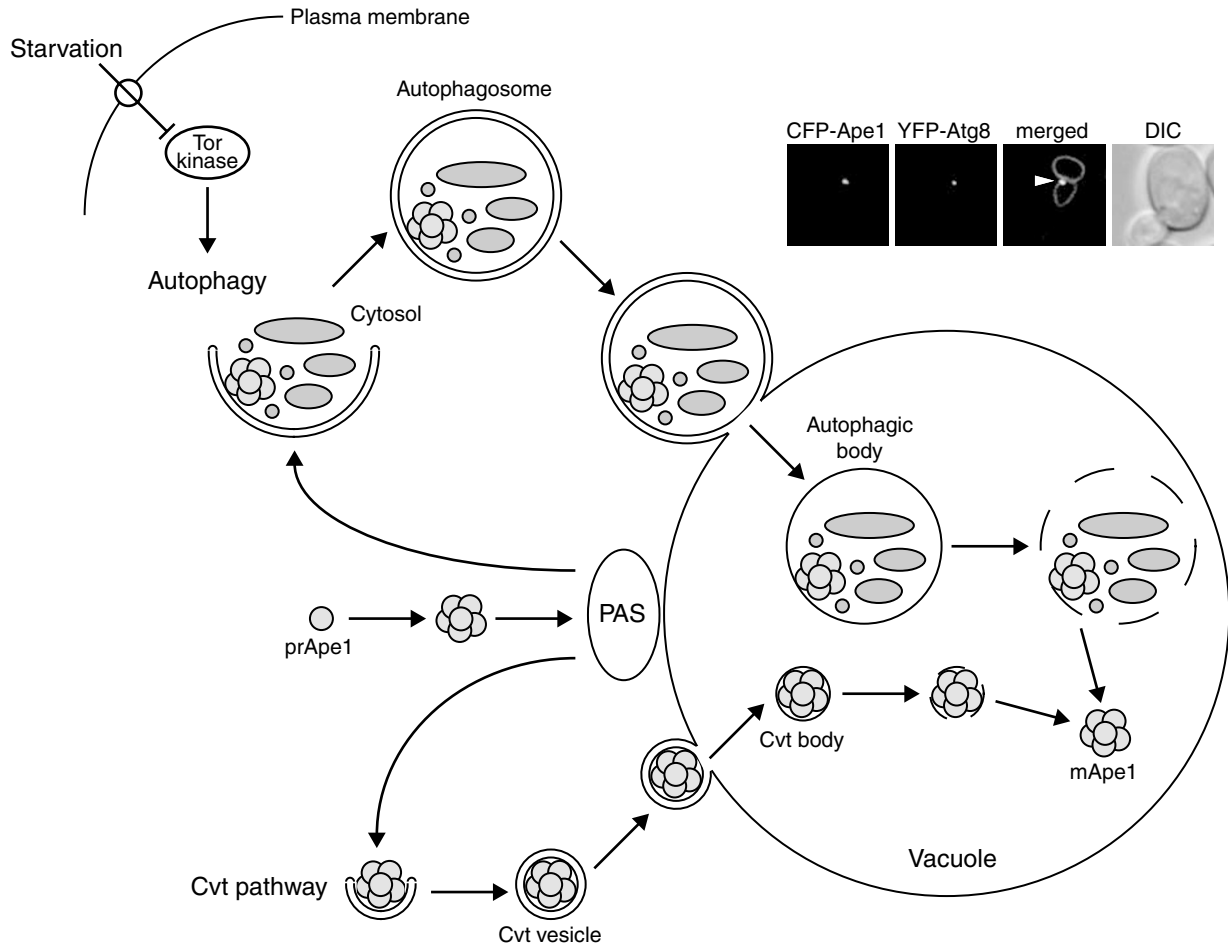 Plasma membrane
Starvation
Tor
kinase
Autophagosome
CFP-Ape1
YFP-Atg8
merged
DIC
Autophagy
Cytosol
Autophagic
body
PAS
prApe1
Cvt body
mApe1
Vacuole
Cvt pathway
Cvt vesicle